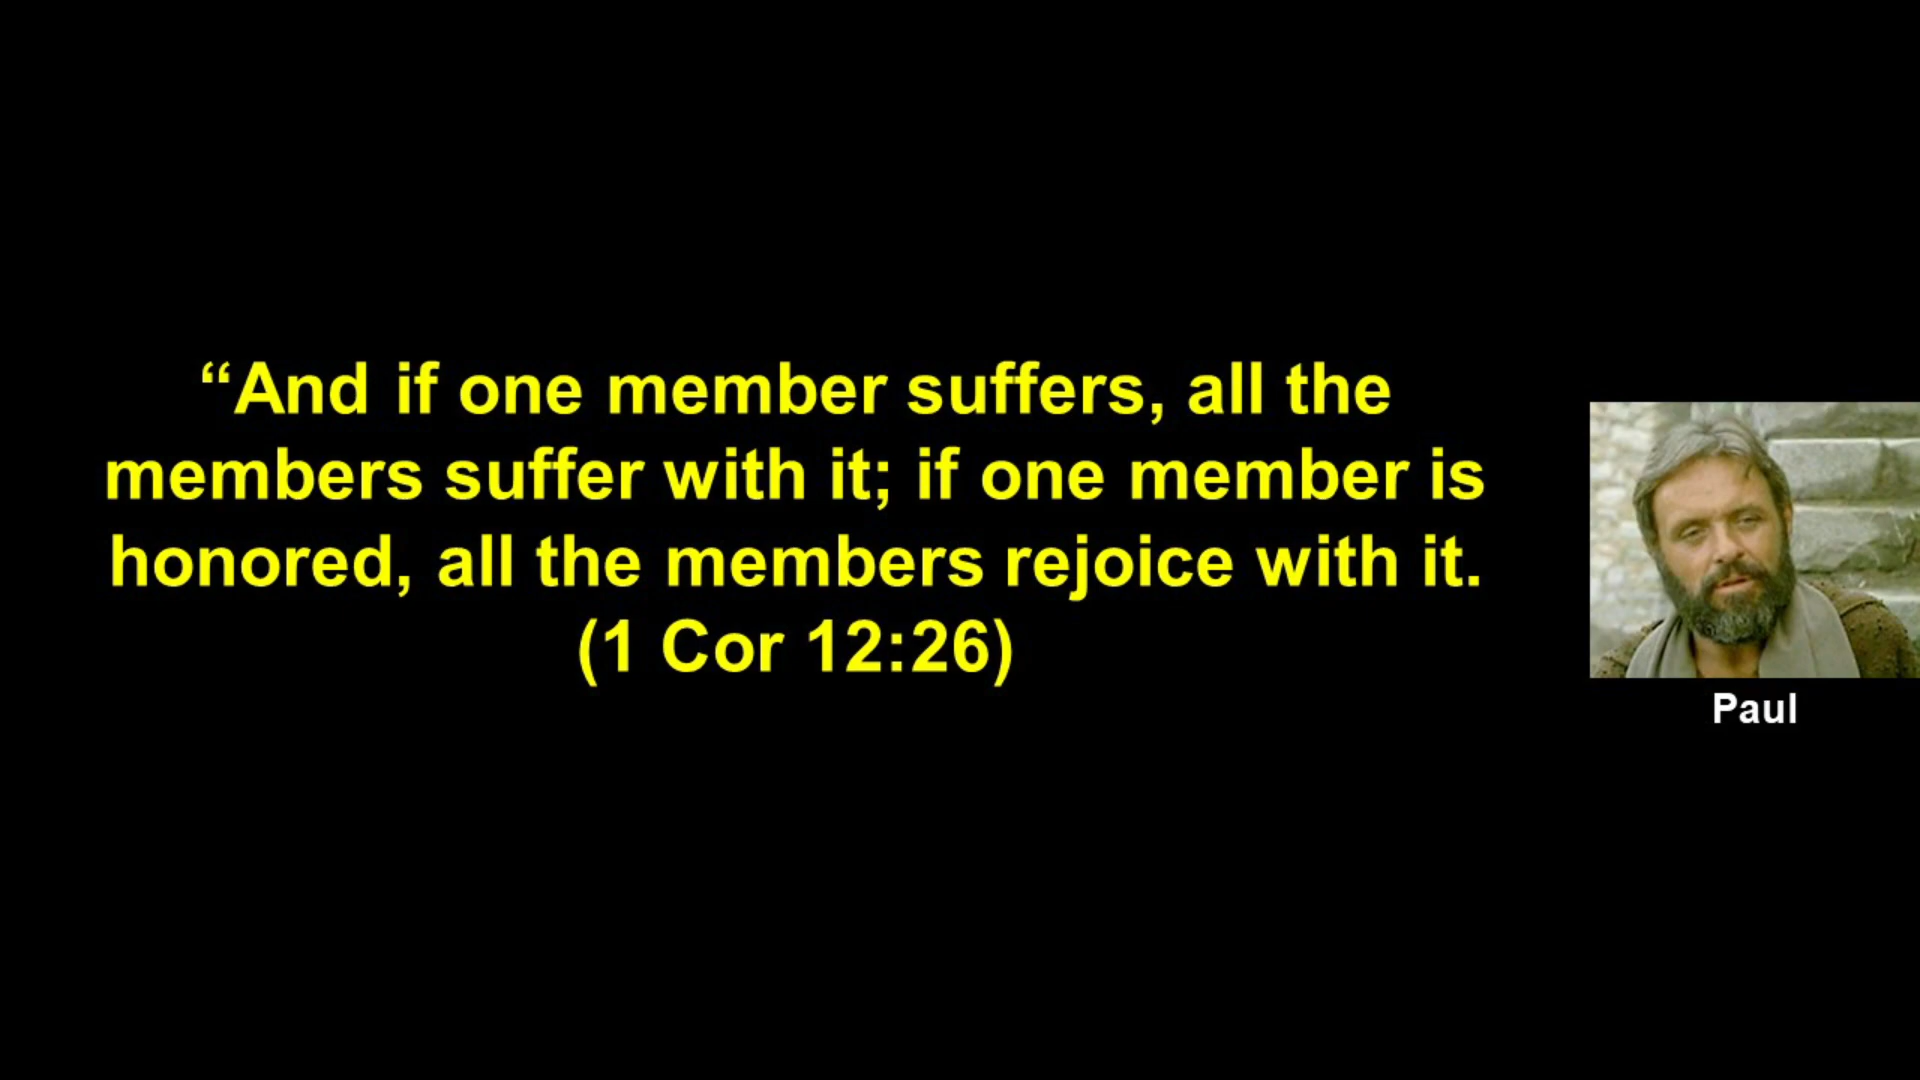 “And if one member suffers, all the
members suffer with it; if one member is
honored, all the members rejoice with it.
(1 Cor 12:26)
Paul